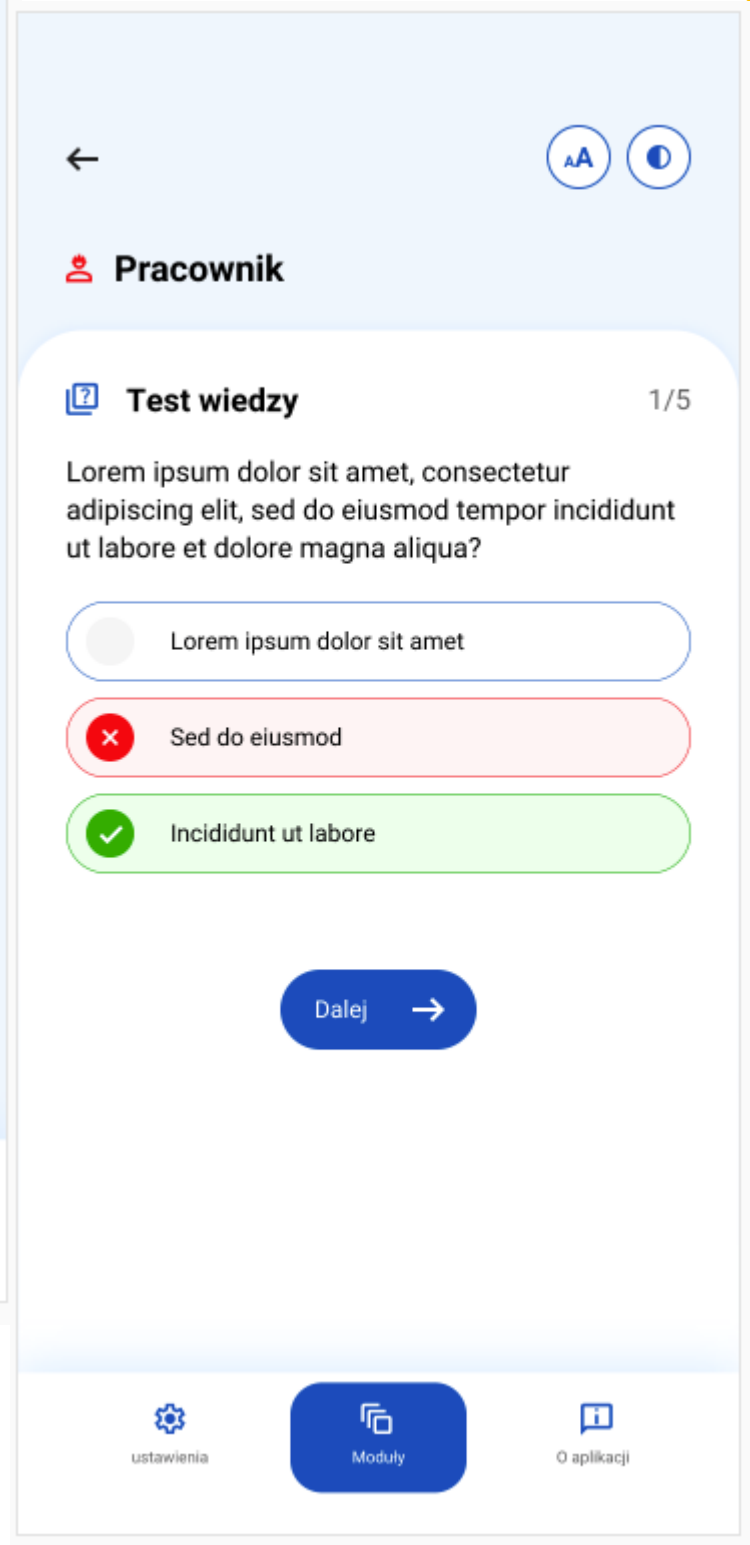 AA
Pracownik
Test wiedzy 1/5
Lorem ipsum dolor sit amet, consectetur
adipiscing elit, sed do eiusmod tempor incididunt
ut labore et dolore magna aliqua?
Lorem ipsum dolor sit amet
Sed do eiusmod
Incididunt ut labore
Dalej
ustawienia Moduły O aplikacji